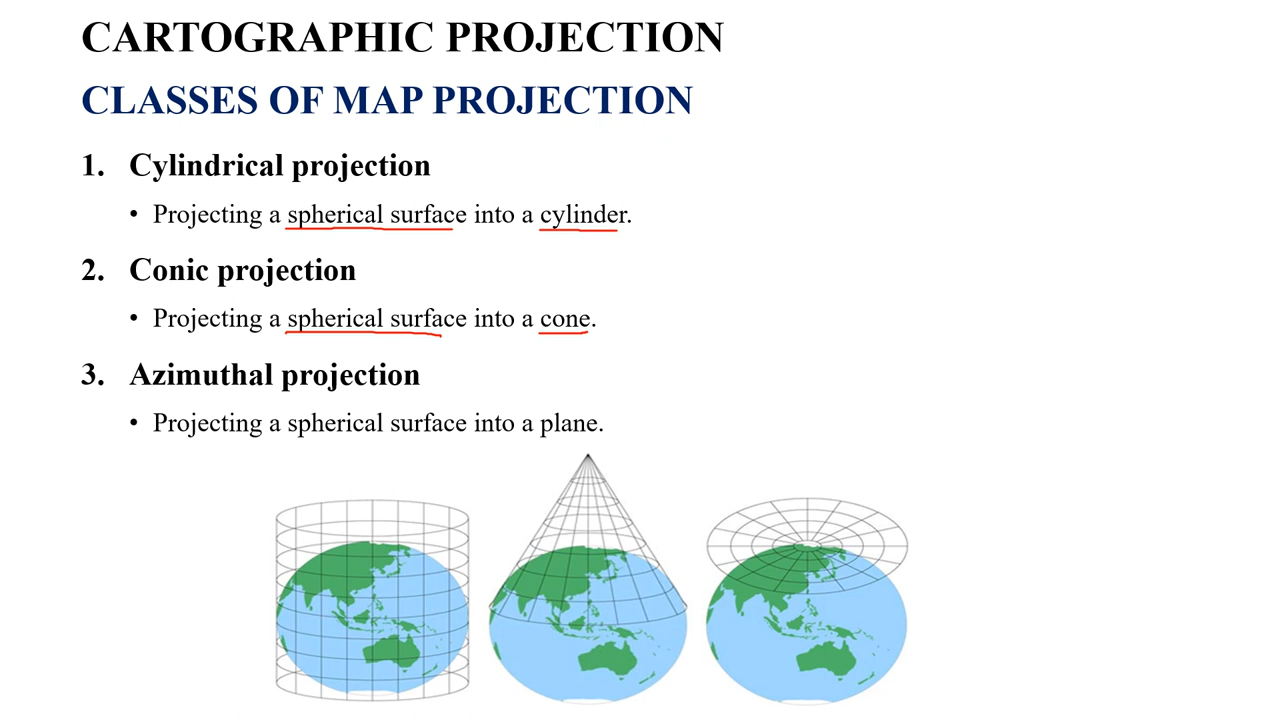 CARTOGRAPHIC PROJECTION
CLASSES OF MAP PROJECTION
1. Cylindrical projection
• Projecting a spherical surface into a cylinder.
2. Conic projection
• Projecting a spherical surface into a cone.
3. Azimuthal projection
• Projecting a spherical surface into a plane.